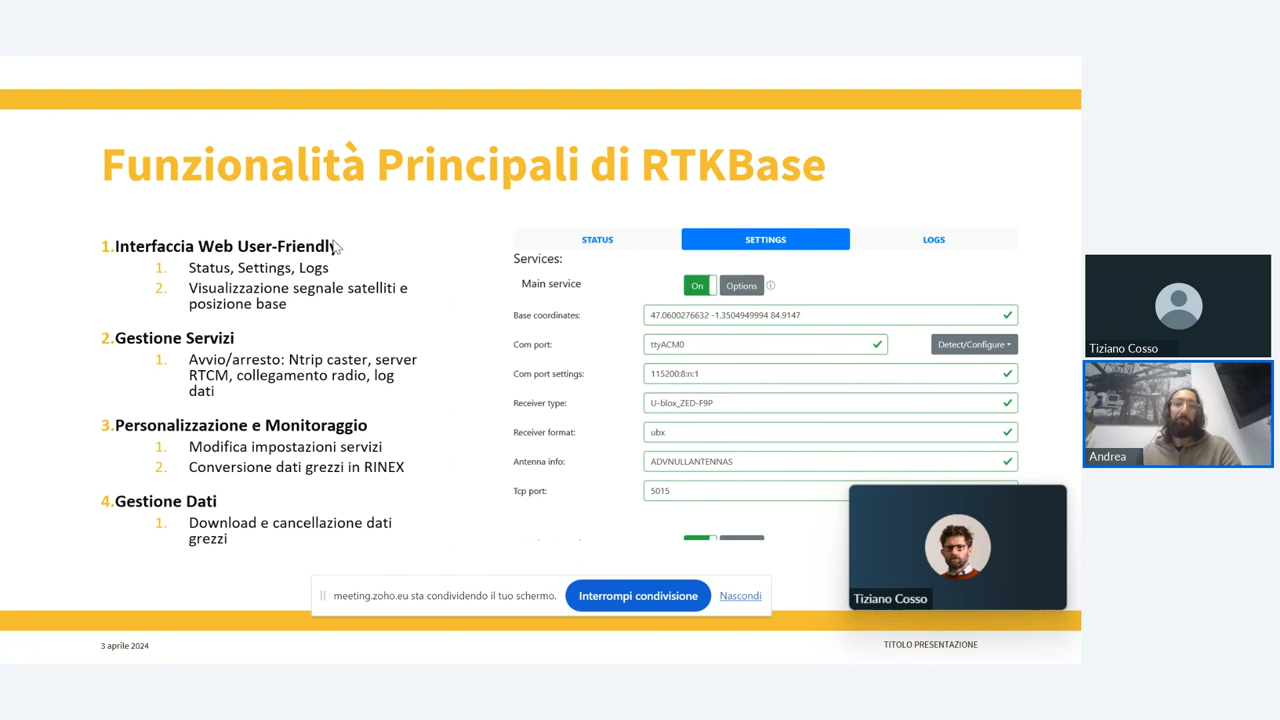 Funzionalità Principali di RTKBase
1.Interfaccia Web User-Friendly
1. Status, Settings, Logs
2. Visualizzazione segnale satelliti e
posizione base
2.Gestione Servizi
1. Avvio/arresto: Ntrip caster, server
RTCM, collegamento radio, log
dati
3.Personalizzazione e Monitoraggio
1. Modifica impostazioni servizi
2. Conversione dati grezzi in RINEX
4.Gestione Dati
1. Download e cancellazione dati
grezzi
STATUS SETTINGS LOGS
Services:
Main service On Options
Base coordinates: 47.0600276632 -1.3504949994 84.9147
Com port: ttyACM0 Detect/Configure
Com port settings: 115200:8:n:1
Receiver type: U-blox_ZED-F9P
Receiver format: ubx
Antenna info: ADVNULLANTENNAS
Tcp port: 5015
meeting.zoho.eu sta condividendo il tuo schermo. Interrompi condivisione Nascondi
Tiziano Cosso
3 aprile 2024
TITOLO PRESENTAZIONE
Tiziano Cosso
Andrea